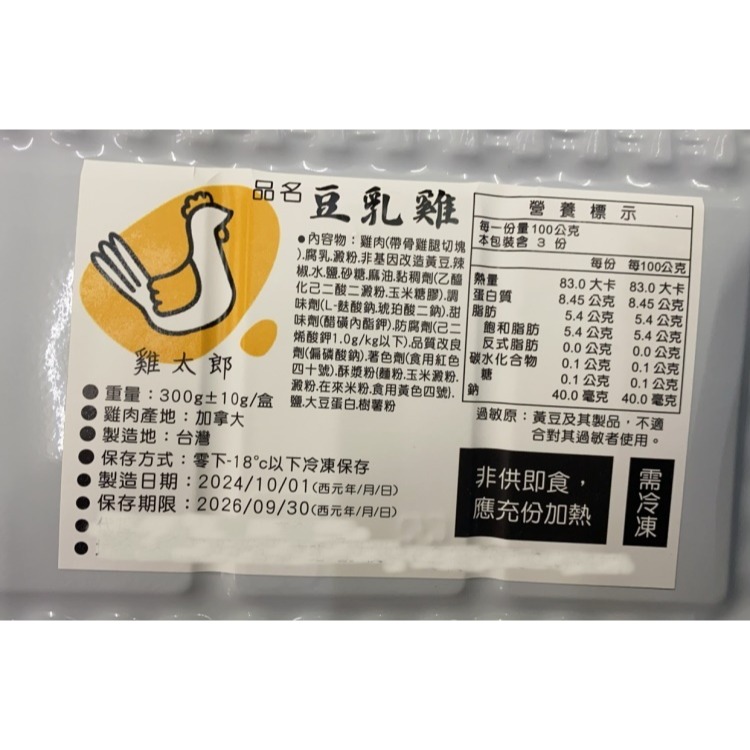 品名 豆乳雞
●內容物：雞肉(帶骨雞腿切塊
).腐乳.澱粉.非基因改造黃豆.辣
椒.水.鹽.砂糖.麻油.黏稠劑(乙醯
化己二酸二澱粉.玉米糖膠).調
味劑(L-麩酸鈉.琥珀酸二鈉).甜
味劑(醋磺內酯鉀).防腐劑(己二
烯酸鉀1.0g/kg以下).品質改良
劑(偏磷酸鈉).著色劑(食用紅色
四十號).酥漿粉(麵粉.玉米澱粉.
澱粉.在來米粉.食用黃色四號).
鹽.大豆蛋白.樹薯粉
雞太郎
●重量：300g±10g/盒
●雞肉產地：加拿大
●製造地：台灣
●保存方式：零下-18°c以下冷凍保存
●製造日期：2024/10/01(西元年/月/日)
●保存期限：2026/09/30(西元年/月/日)
營養標示
每一份量100公克
本包裝含 3 份
每份 每100公克
熱量 83.0 大卡 83.0 大卡
蛋白質 8.45 公克 8.45 公克
脂肪 5.4 公克 5.4 公克
飽和脂肪 5.4 公克 5.4 公克
反式脂肪 0.0 公克 0.0 公克
碳水化合物 0.1 公克 0.1 公克
糖 0.1 公克 0.1 公克
鈉 40.0 毫克 40.0 毫克
過敏原：黃豆及其製品，不適
合對其過敏者使用。
非供即食，
應充份加熱
需冷凍